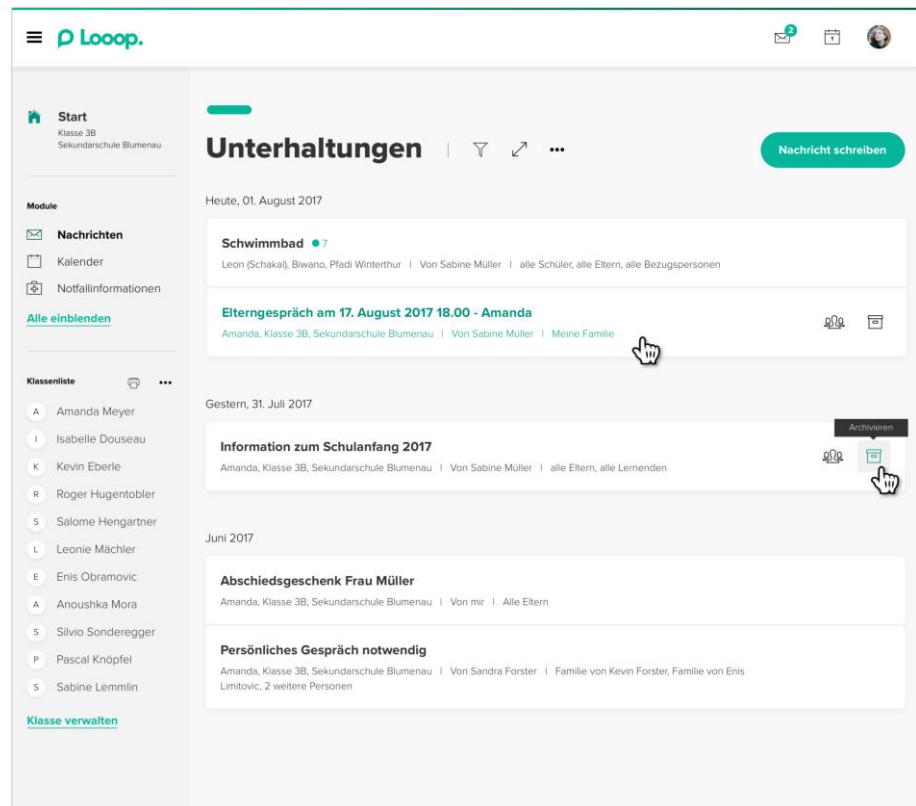 Looop.
2
1
Start
Klasse 3B
Sekundarschule Blumenau
Module
Nachrichten
Kalender
Notfallinformationen
Alle einblenden
Klassenliste
A Amanda Meyer
I Isabelle Douseau
K Kevin Eberle
R Roger Hugentobler
S Salome Hengartner
L Leonie Mächler
E Enis Obramovic
A Anoushka Mora
S Silvio Sonderegger
P Pascal Knöpfel
S Sabine Lemmlin
Klasse verwalten
Unterhaltungen
Nachricht schreiben
Heute, 01. August 2017
Schwimmbad 7
Leon (Schakal), Biwano, Pfadi Winterthur | Von Sabine Müller | alle Schüler, alle Eltern, alle Bezugspersonen
Elterngespräch am 17. August 2017 18.00 - Amanda
Amanda, Klasse 3B, Sekundarschule Blumenau | Von Sabine Müller | Meine Familie
Gestern, 31. Juli 2017
Archivieren
Information zum Schulanfang 2017
Amanda, Klasse 3B, Sekundarschule Blumenau | Von Sabine Müller | alle Eltern, alle Lernenden
Juni 2017
Abschiedsgeschenk Frau Müller
Amanda, Klasse 3B, Sekundarschule Blumenau | Von mir | Alle Eltern
Persönliches Gespräch notwendig
Amanda, Klasse 3B, Sekundarschule Blumenau | Von Sandra Forster | Familie von Kevin Forster, Familie von Enis
Limitovic, 2 weitere Personen